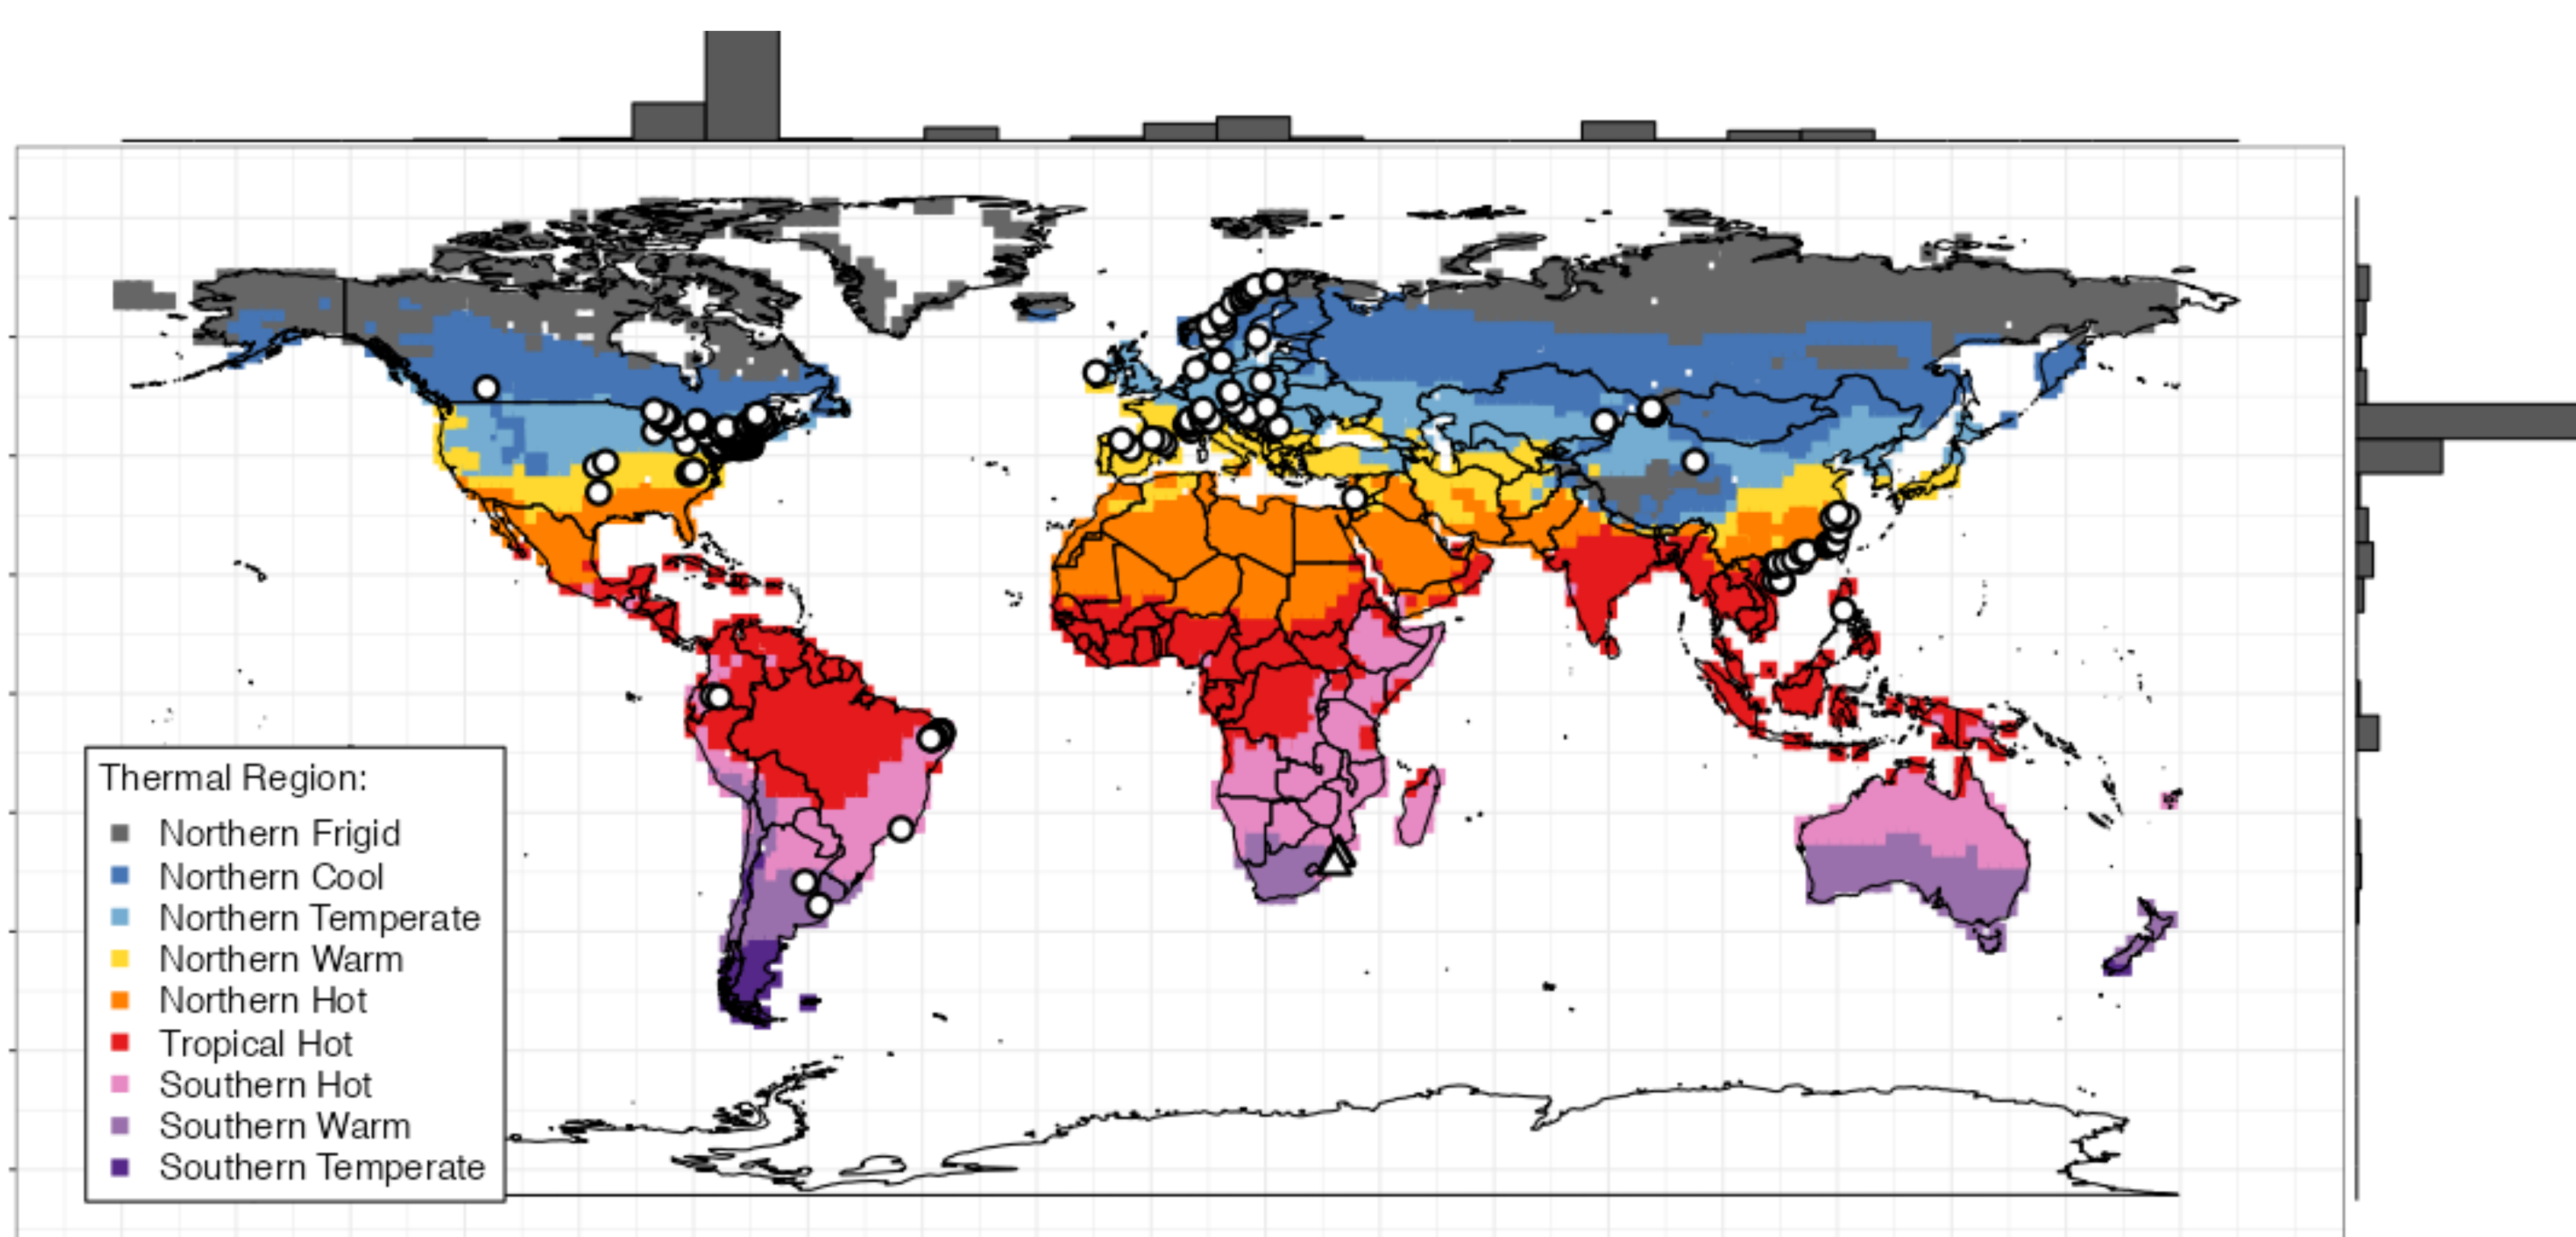 Thermal Region:
Northern Frigid
Northern Cool
Northern Temperate
Northern Warm
Northern Hot
Tropical Hot
Southern Hot
Southern Warm
Southern Temperate